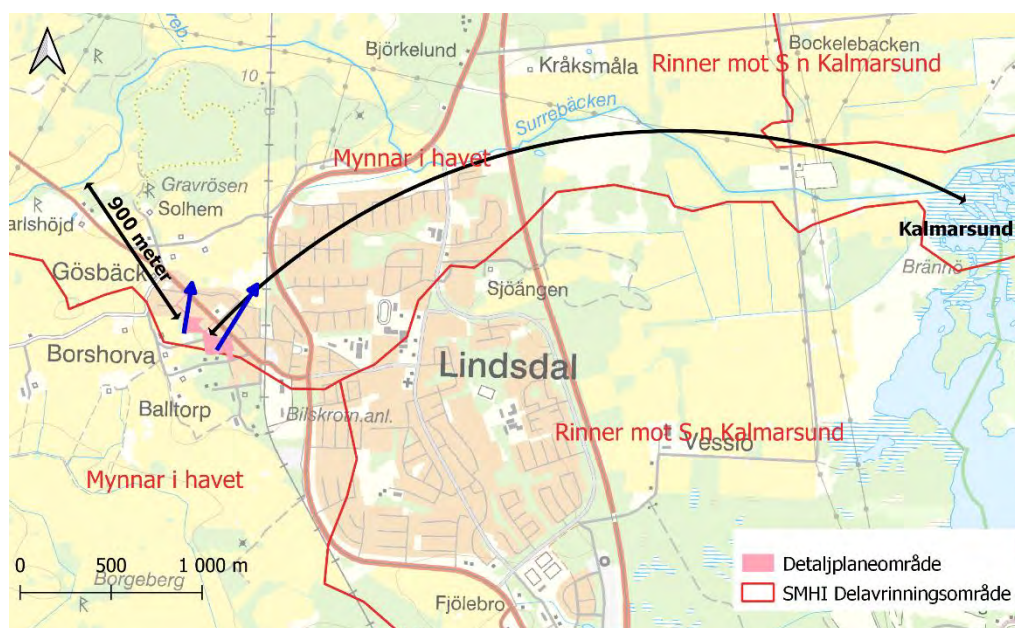 reb.
Björkelund
Bockelebacken
Kråksmåla
Rinner mot S n Kalmarsund
10
Surrebäcken
Mynnar i havet
Gravrösen
Solhem
arlshöjd
900 meter
Kalmarsund
Gösbäck
Brännö
Sjöängen
Borshorva
Lindsdal
Balltorp
Bilskrotn.anl.
Rinner mot S n Kalmarsund
Vesslö
Mynnar i havet
0 500 1 000 m
Borgeberg
Fjölebro
Detaljplaneområde
SMHI Delavrinningsområde